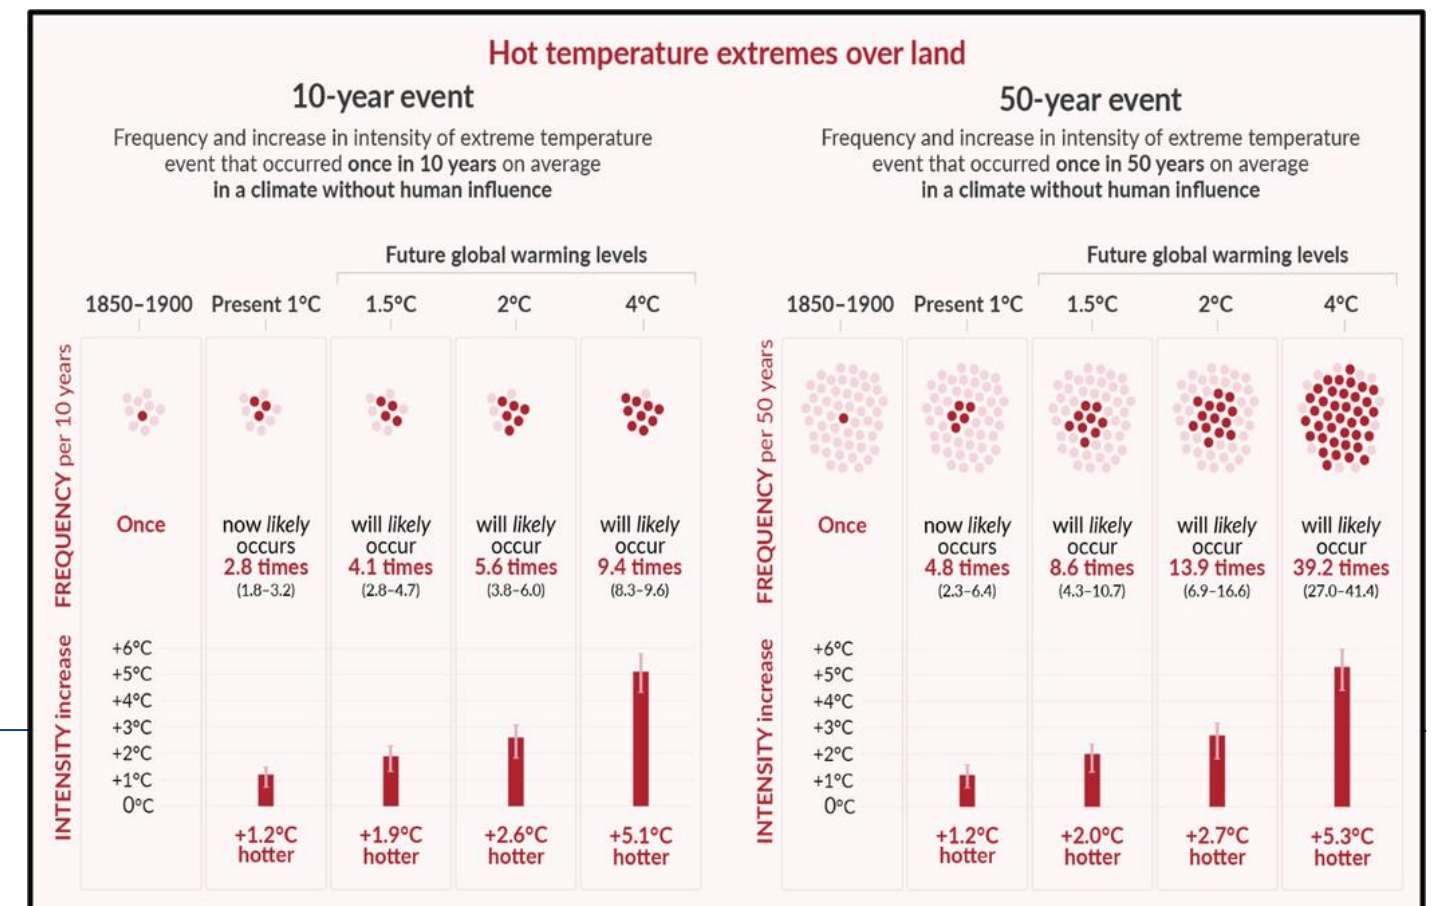 Hot temperature extremes over land
10-year event
Frequency and increase in intensity of extreme temperature
event that occurred once in 10 years on average
in a climate without human influence
Future global warming levels
1850–1900 Present 1°C 1.5°C 2°C 4°C
FREQUENCY per 10 years
Once
now likely
occurs
2.8 times
(1.8–3.2)
will likely
occur
4.1 times
(2.8–4.7)
will likely
occur
5.6 times
(3.8–6.0)
will likely
occur
9.4 times
(8.3–9.6)
INTENSITY increase
+6°C
+5°C
+4°C
+3°C
+2°C
+1°C
0°C
+1.2°C
hotter
+1.9°C
hotter
+2.6°C
hotter
+5.1°C
hotter
50-year event
Frequency and increase in intensity of extreme temperature
event that occurred once in 50 years on average
in a climate without human influence
Future global warming levels
1850–1900 Present 1°C 1.5°C 2°C 4°C
FREQUENCY per 50 years
Once
now likely
occurs
4.8 times
(2.3–6.4)
will likely
occur
8.6 times
(4.3–10.7)
will likely
occur
13.9 times
(6.9–16.6)
will likely
occur
39.2 times
(27.0–41.4)
INTENSITY increase
+6°C
+5°C
+4°C
+3°C
+2°C
+1°C
0°C
+1.2°C
hotter
+2.0°C
hotter
+2.7°C
hotter
+5.3°C
hotter